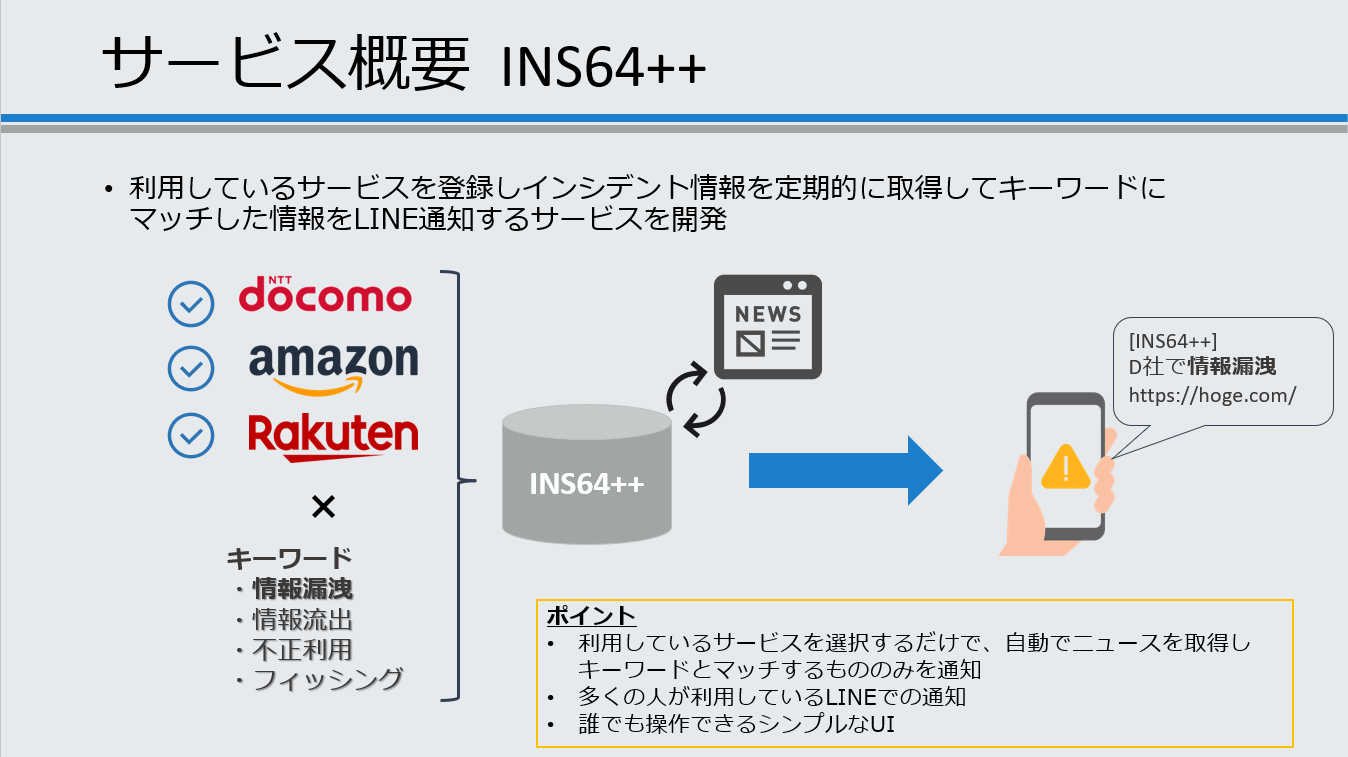 サービス概要 INS64++
• 利用しているサービスを登録しインシデント情報を定期的に取得してキーワードに
マッチした情報をLINE通知するサービスを開発
NTT
döcomo
amazon
Rakuten
×
キーワード
・情報漏洩
・情報流出
・不正利用
・フィッシング
INS64++
NEWS
[INS64++]
D社で情報漏洩
https://hoge.com/
ポイント
• 利用しているサービスを選択するだけで、自動でニュースを取得し
キーワードとマッチするもののみを通知
• 多くの人が利用しているLINEでの通知
• 誰でも操作できるシンプルなUI